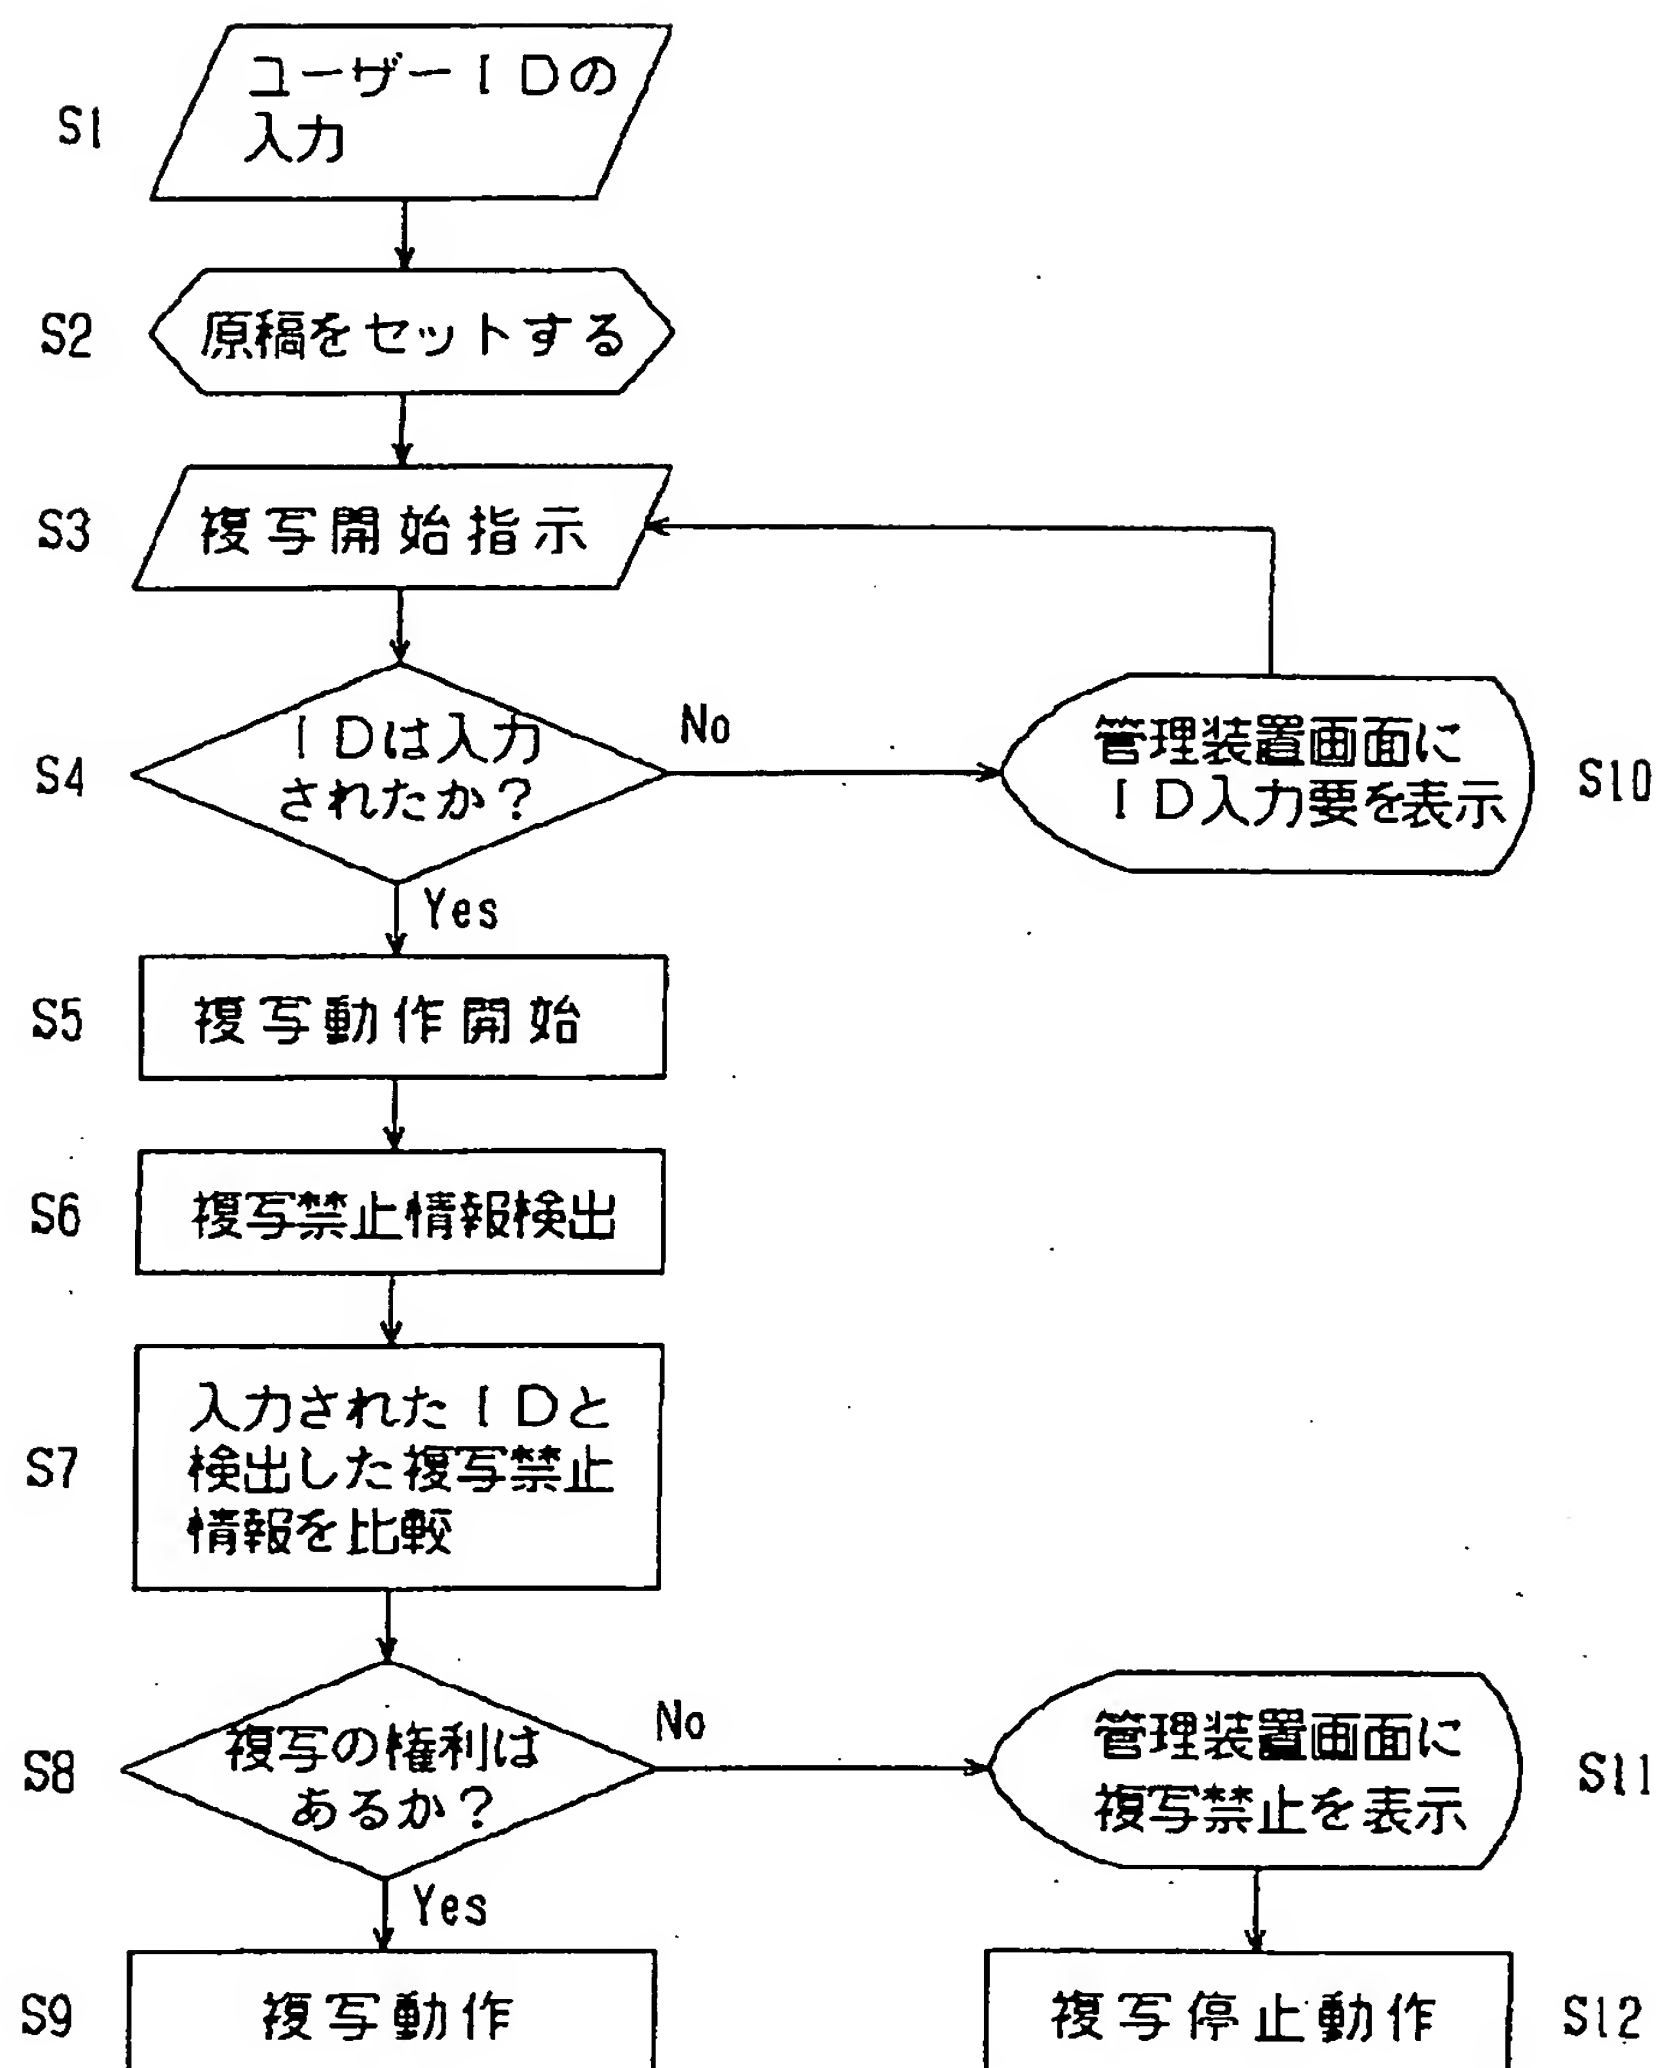 S1
ユーザーIDの
入力
S2
原稿をセットする
S3
複写開始指示
S4
IDは入力
されたか?
No
管理装置画面に
ID入力要を表示
S10
Yes
S5
複写動作開始
S6
複写禁止情報検出
S7
入力されたIDと
検出した複写禁止
情報を比較
S8
複写の権利は
あるか?
No
管理装置画面に
複写禁止を表示
S11
Yes
S9
複写動作
複写停止動作
S12